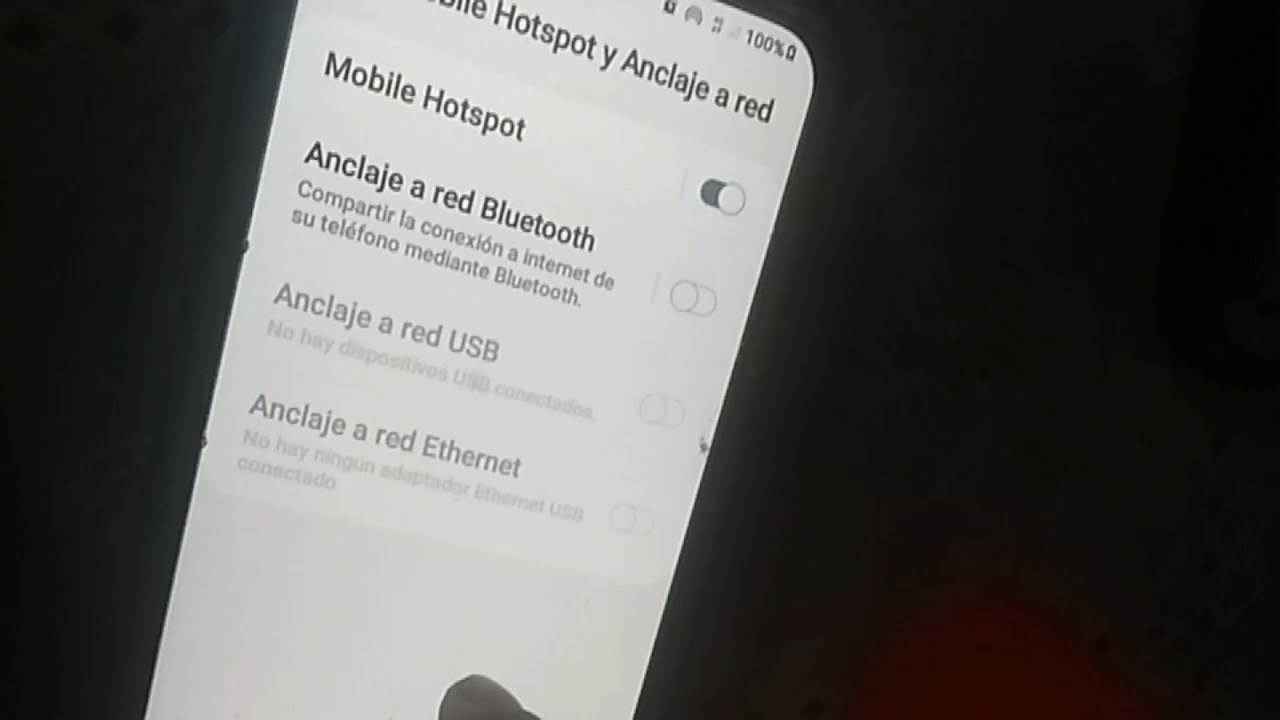 100%
Hotspot y Anclaje a red
Mobile Hotspot
Anclaje a red Bluetooth
Compartir la conexión a internet de
su teléfono mediante Bluetooth.
Anclaje a red USB
No hay dispositivos USB conectados.
Anclaje a red Ethernet
No hay ningún adaptador Ethernet USB
conectado